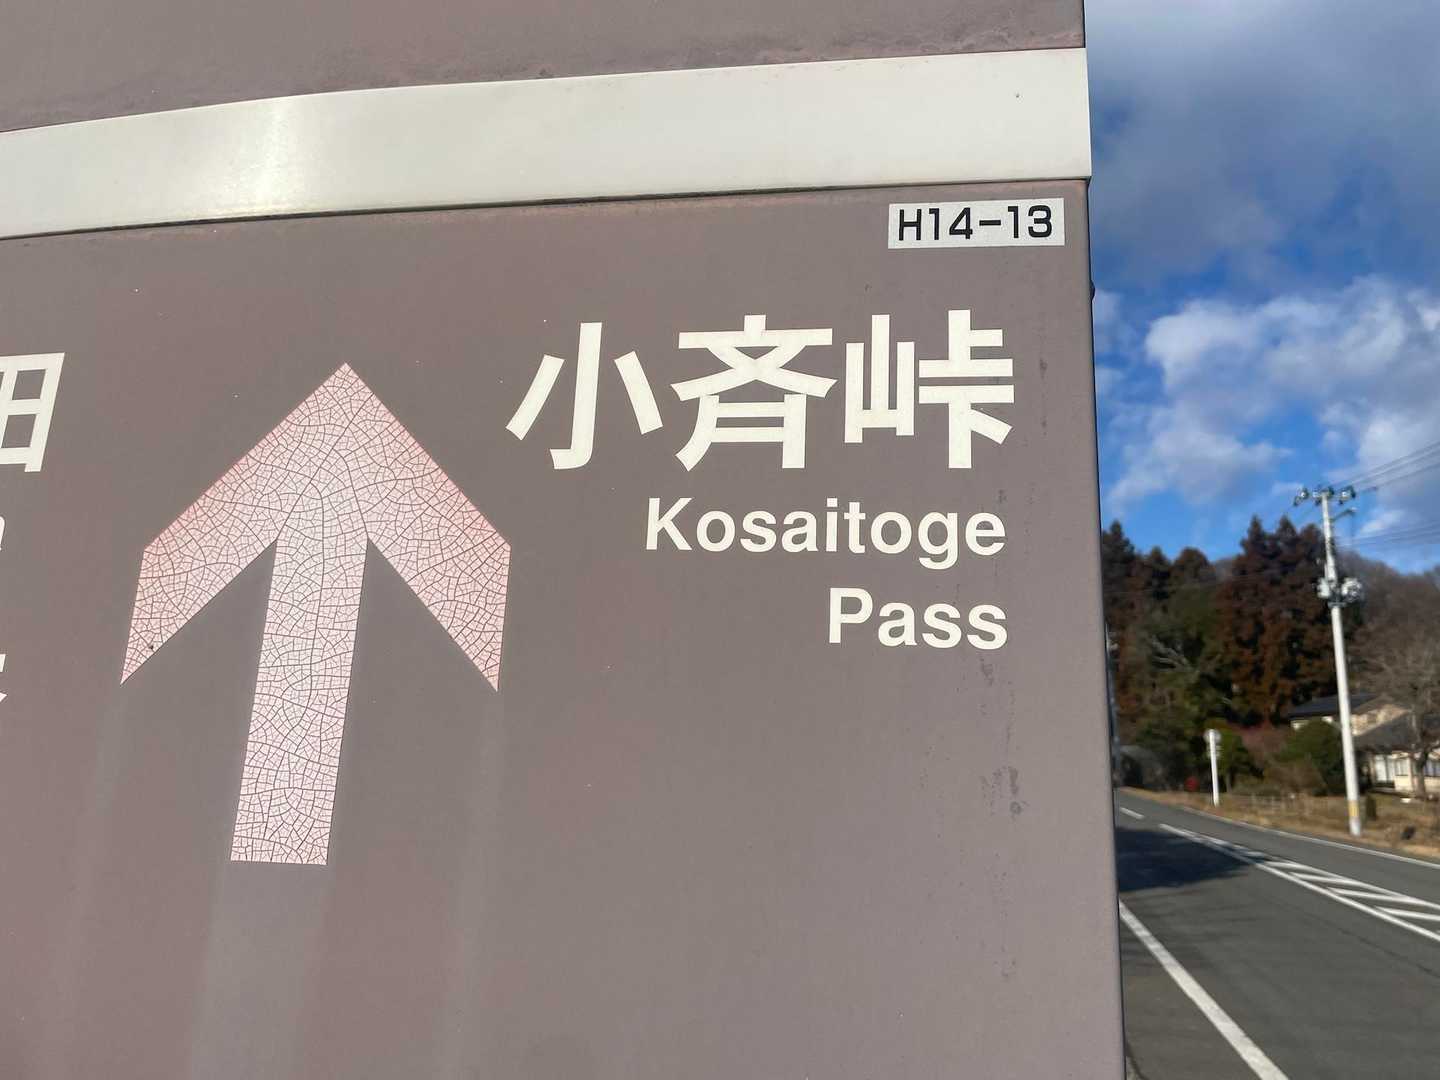 H14-13
小斉峠
Kosaitoge
Pass